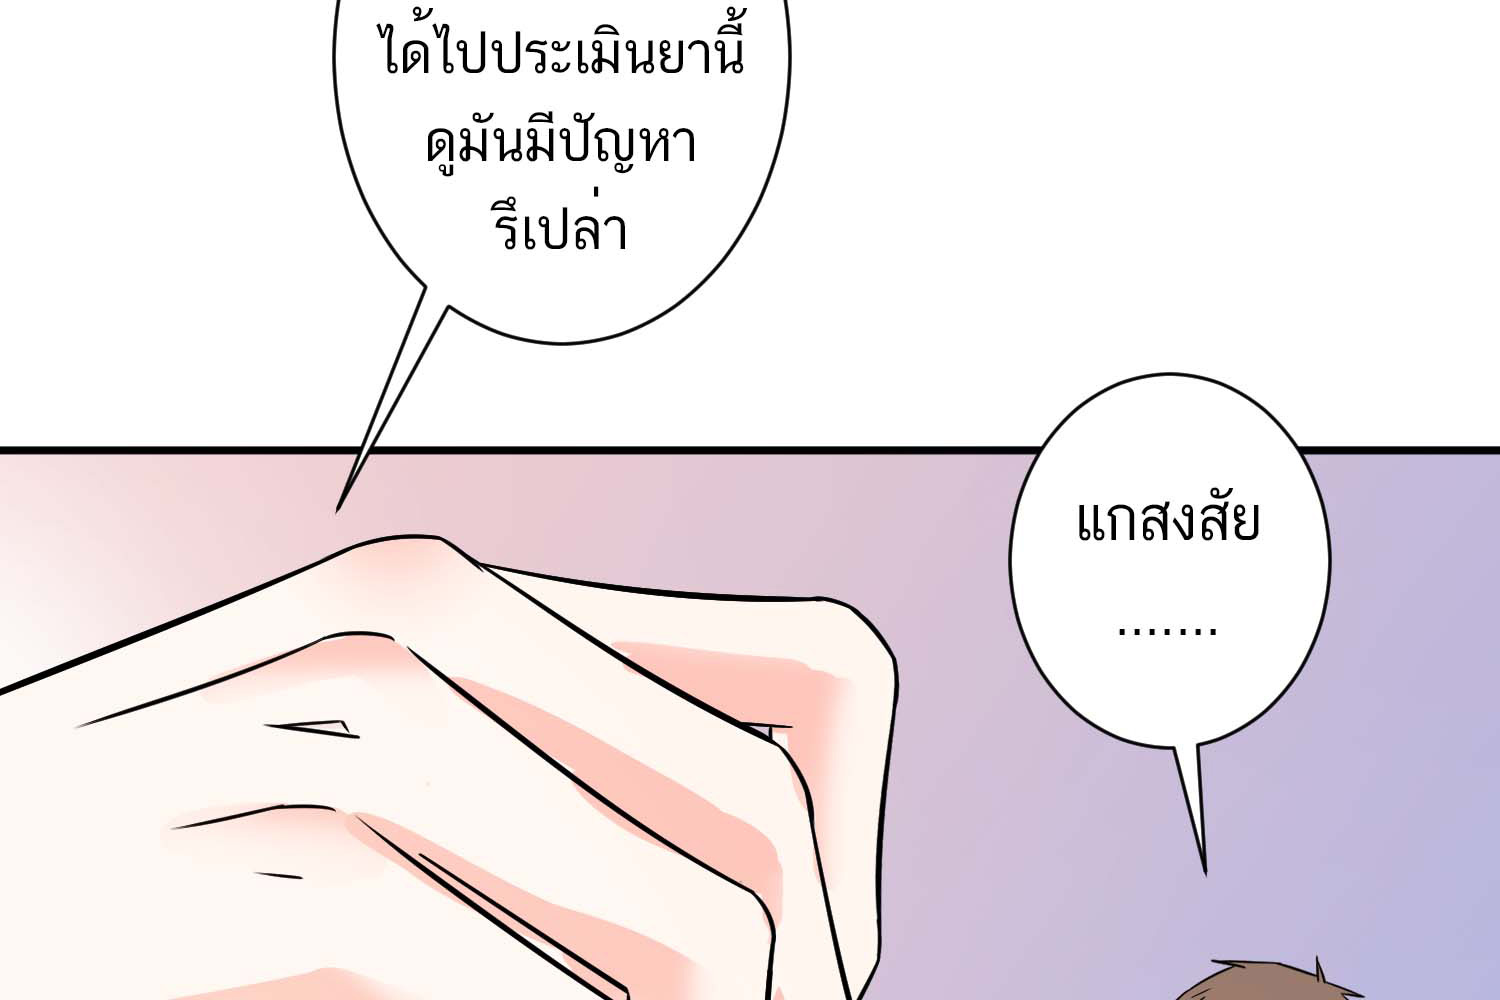 ได้ไปประเมินยานี้
ดูมันมีปัญหา
รึเปล่า
แกสงสัย
.......